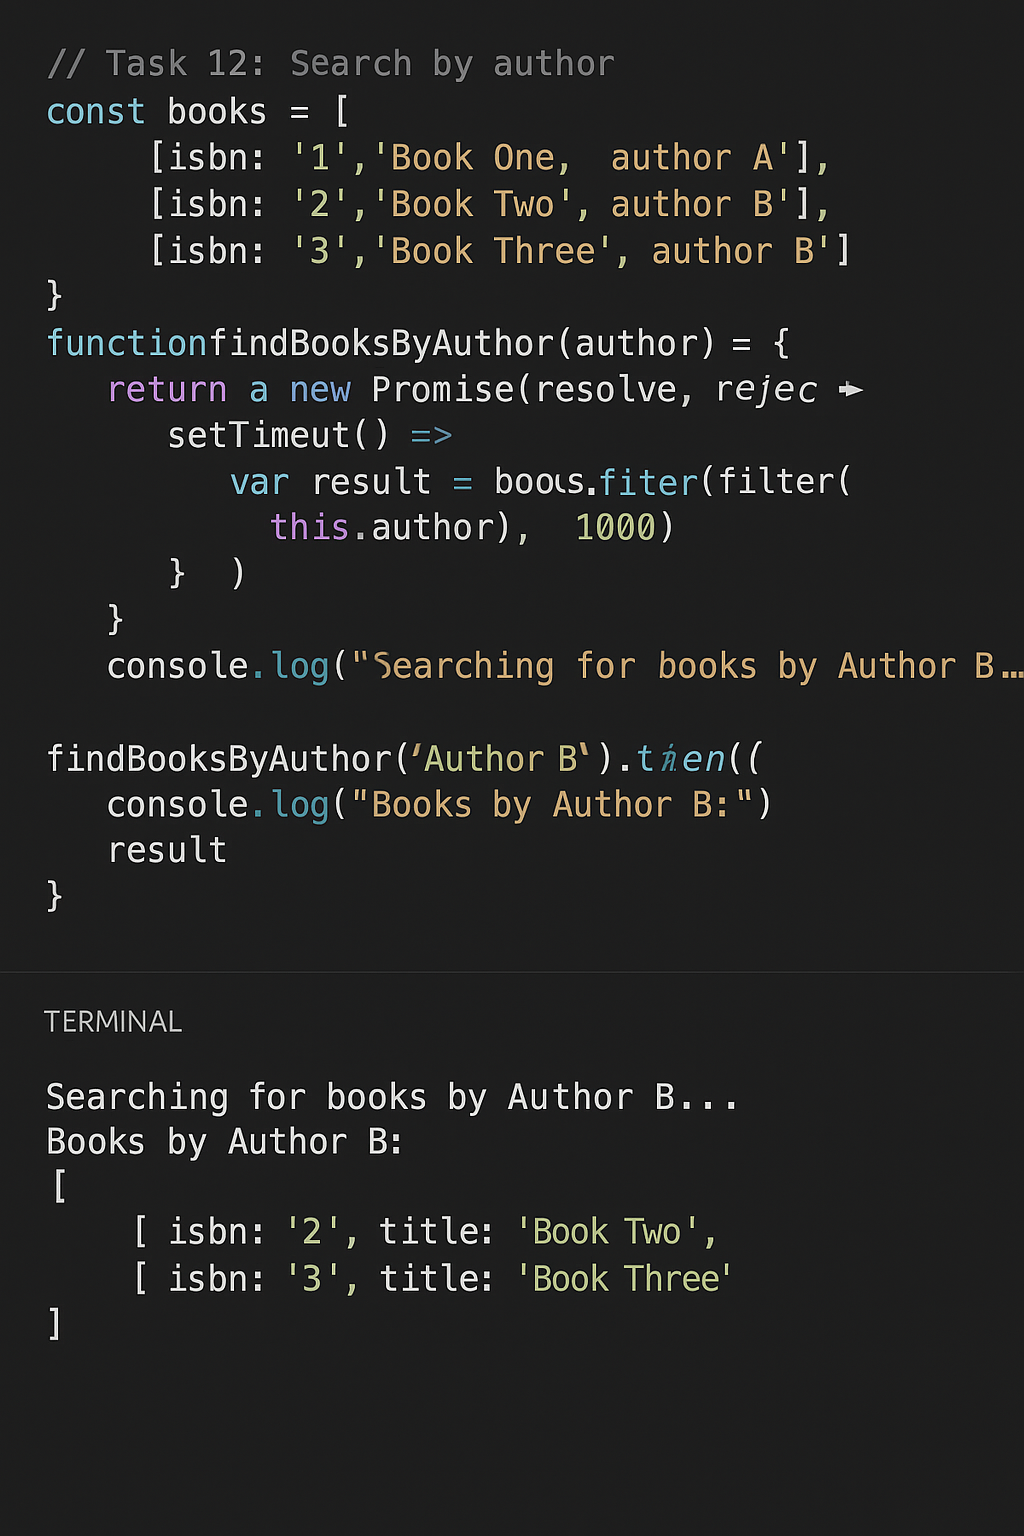 // Task 12: Search by author
const books = [
[isbn: '1','Book One,  author A'],
[isbn: '2','Book Two', author B'],
[isbn: '3','Book Three', author B']
}
functionfindBooksByAuthor(author) = {
return a new Promise(resolve, rejec ➛
setTimeut() =>
var result = boous.fiter(filter(
this.author),  1000)
}  )
}
console.log("Searching for books by Author B…
findBooksByAuthor('Author B').then((
console.log("Books by Author B:")
result
}
TERMINAL
Searching for books by Author B...
Books by Author B:
[
[ isbn: '2', title: 'Book Two',
[ isbn: '3', title: 'Book Three'
]